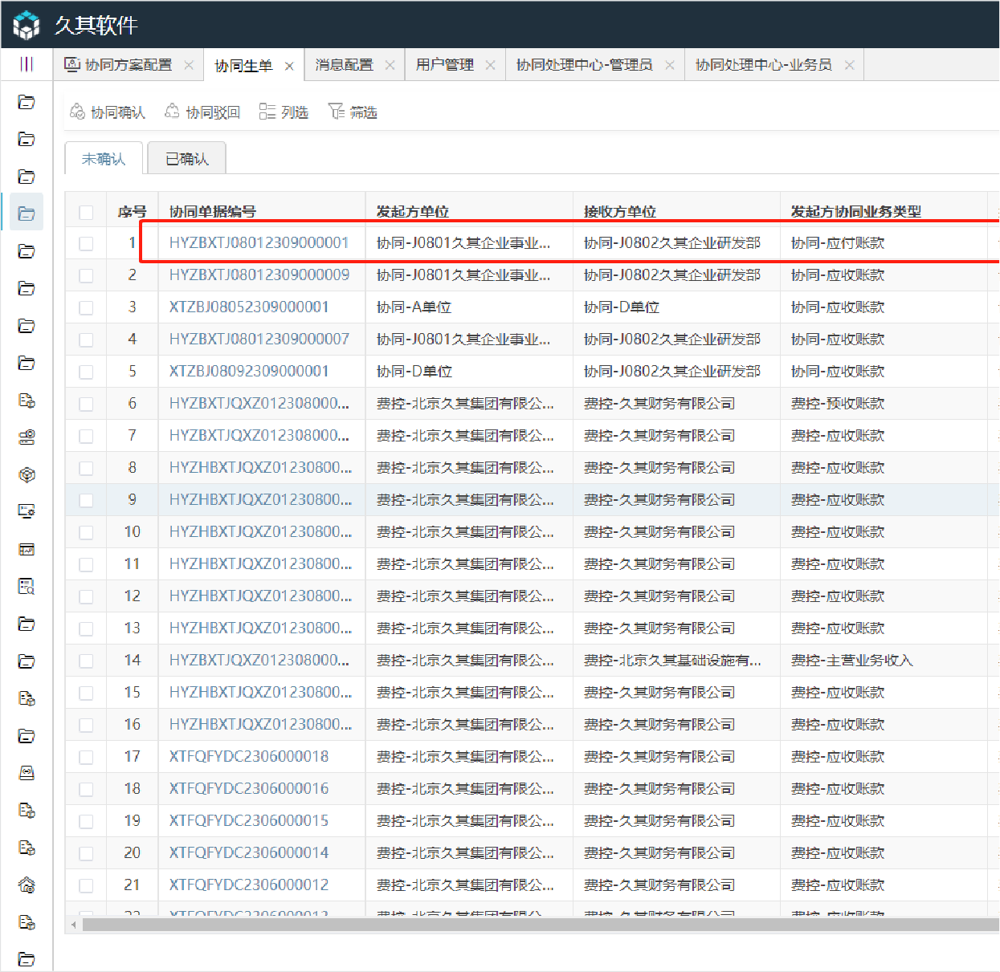 久其软件
协同方案配置 协同生单 消息配置 用户管理 协同处理中心-管理员 协同处理中心-业务员
协同确认 协同驳回 列选 筛选
未确认 已确认
序号 协同单据编号 发起方单位 接收方单位 发起方协同业务类型
1 HYZBXTJ08012309000001 协同-J0801久其企业事业... 协同-J0802久其企业研发部 协同-应付账款
2 HYZBXTJ08012309000009 协同-J0801久其企业事业... 协同-J0802久其企业研发部 协同-应收账款
3 XTZBJ08052309000001 协同-A单位 协同-D单位 协同-应收账款
4 HYZBXTJ08012309000007 协同-J0801久其企业事业... 协同-J0802久其企业研发部 协同-应收账款
5 XTZBJ08092309000001 协同-D单位 协同-J0802久其企业研发部 协同-应收账款
6 HYZBXTJQXZ012308000... 费控-北京久其集团有限公... 费控-久其财务有限公司 费控-预收账款
7 HYZBXTJQXZ012308000... 费控-北京久其集团有限公... 费控-久其财务有限公司 费控-应收账款
8 HYZHBXTJQXZ01230800... 费控-北京久其集团有限公... 费控-久其财务有限公司 费控-应收账款
9 HYZHBXTJQXZ01230800... 费控-北京久其集团有限公... 费控-久其财务有限公司 费控-应收账款
10 HYZHBXTJQXZ01230800... 费控-北京久其集团有限公... 费控-久其财务有限公司 费控-应收账款
11 HYZHBXTJQXZ01230800... 费控-北京久其集团有限公... 费控-久其财务有限公司 费控-应收账款
12 HYZHBXTJQXZ01230800... 费控-北京久其集团有限公... 费控-久其财务有限公司 费控-应收账款
13 HYZHBXTJQXZ01230800... 费控-北京久其集团有限公... 费控-久其财务有限公司 费控-应收账款
14 HYZBXTJQXZ012308000... 费控-北京久其集团有限公... 费控-北京久其基础设施有... 费控-主营业务收入
15 HYZHBXTJQXZ01230800... 费控-北京久其集团有限公... 费控-久其财务有限公司 费控-应收账款
16 HYZHBXTJQXZ01230800... 费控-北京久其集团有限公... 费控-久其财务有限公司 费控-应收账款
17 XTFQFYDC2306000018 费控-北京久其集团有限公... 费控-久其财务有限公司 费控-应收账款
18 XTFQFYDC2306000016 费控-北京久其集团有限公... 费控-久其财务有限公司 费控-应收账款
19 XTFQFYDC2306000015 费控-北京久其集团有限公... 费控-久其财务有限公司 费控-应收账款
20 XTFQFYDC2306000014 费控-北京久其集团有限公... 费控-久其财务有限公司 费控-应收账款
21 XTFQFYDC2306000012 费控-北京久其集团有限公... 费控-久其财务有限公司 费控-应收账款